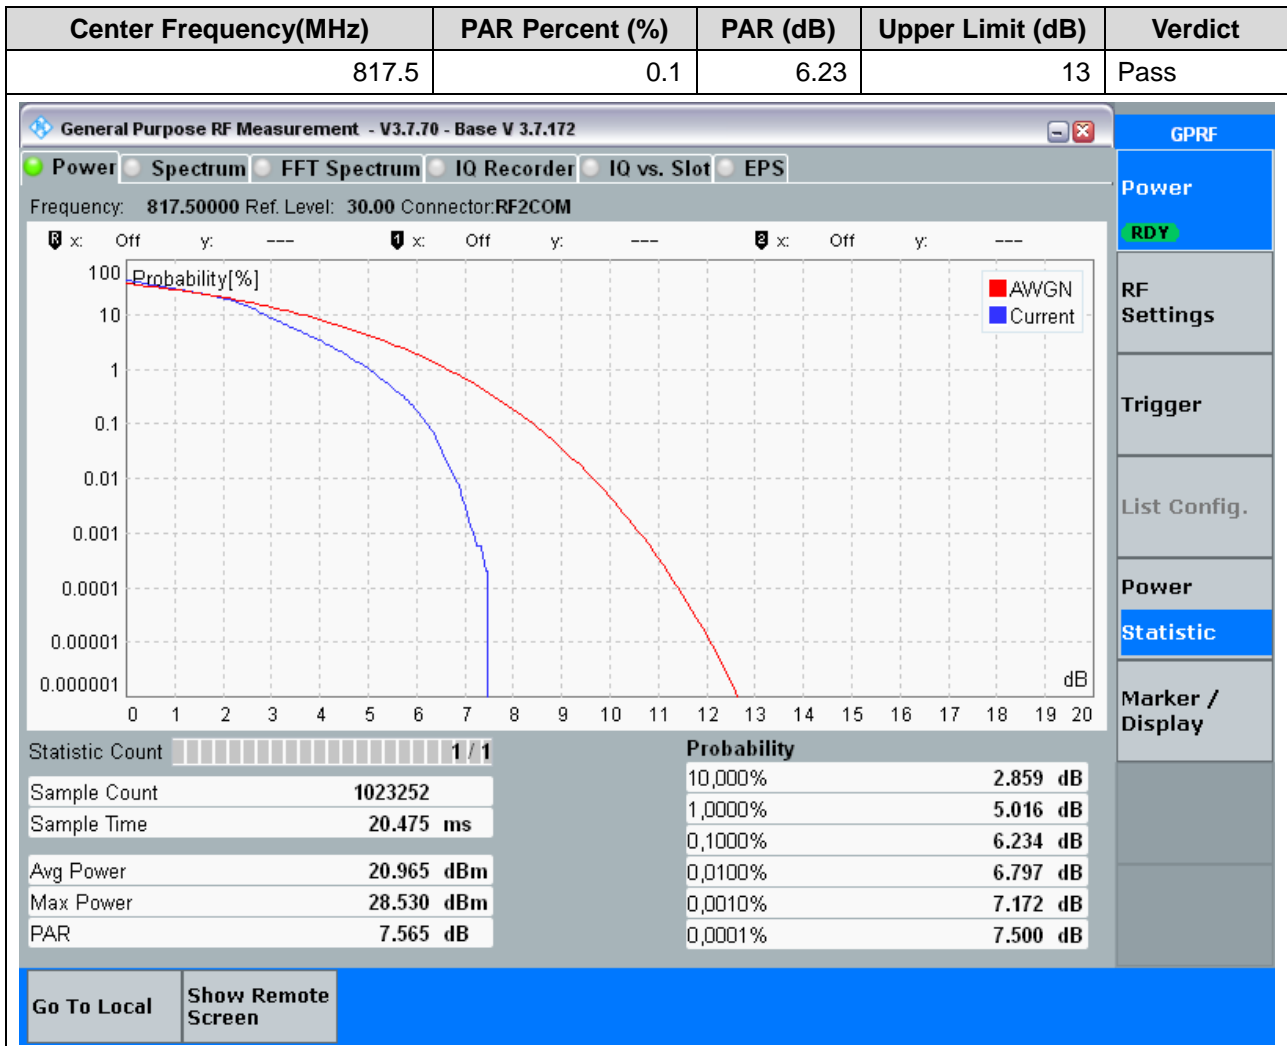 Center Frequency(MHz) PAR Percent (%) PAR (dB) Upper Limit (dB) Verdict
817.5 0.1 6.23 13 Pass
General Purpose RF Measurement - V3.7.70 - Base V 3.7.172
GPRF
Power Spectrum FFT Spectrum IQ Recorder IQ vs. Slot EPS
Power
RDY
Frequency: 817.50000 Ref. Level: 30.00 Connector:RF2COM
R x: Off y: --- 1 x: Off y: --- 2 x: Off y: ---
Probability[%]
100
10
1
0.1
0.01
0.001
0.0001
0.00001
0.000001
AWGN
Current
dB
0 1 2 3 4 5 6 7 8 9 10 11 12 13 14 15 16 17 18 19 20
RF
Settings
Trigger
List Config.
Power
Statistic
Marker /
Display
Statistic Count 1 / 1
Sample Count 1023252
Sample Time 20.475 ms
Avg Power 20.965 dBm
Max Power 28.530 dBm
PAR 7.565 dB
Probability
10,000% 2.859 dB
1,0000% 5.016 dB
0,1000% 6.234 dB
0,0100% 6.797 dB
0,0010% 7.172 dB
0,0001% 7.500 dB
Go To Local
Show Remote
Screen